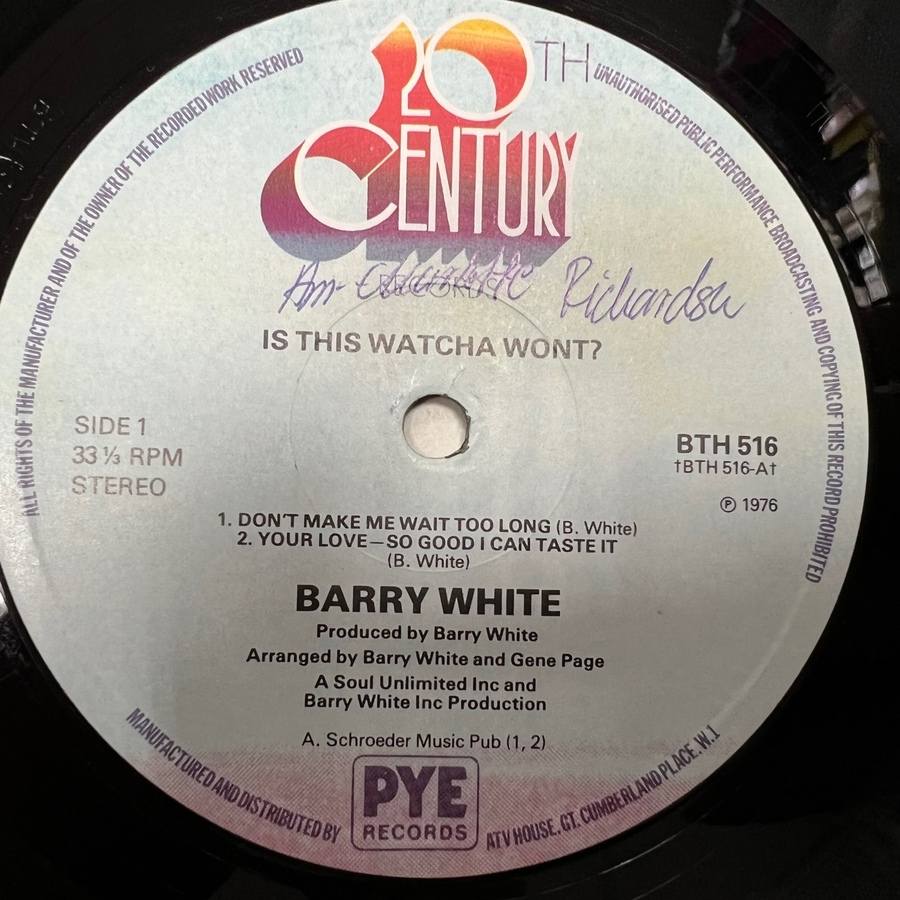 20TH
CENTURY
RECORDS
Richardson
IS THIS WATCHA WONT?
SIDE 1
33⅓ RPM
STEREO
BTH 516
†BTH 516-A†
Ⓟ 1976
1. DON'T MAKE ME WAIT TOO LONG (B. White)
2. YOUR LOVE—SO GOOD I CAN TASTE IT
(B. White)
BARRY WHITE
Produced by Barry White
Arranged by Barry White and Gene Page
A Soul Unlimited Inc and
Barry White Inc Production
A. Schroeder Music Pub (1, 2)
PYE
RECORDS
ALL RIGHTS OF THE MANUFACTURER AND OF THE OWNER OF THE RECORDED WORK RESERVED
UNAUTHORISED PUBLIC PERFORMANCE BROADCASTING AND COPYING OF THIS RECORD PROHIBITED
MANUFACTURED AND DISTRIBUTED BY
ATV HOUSE, GT. CUMBERLAND PLACE, W.1